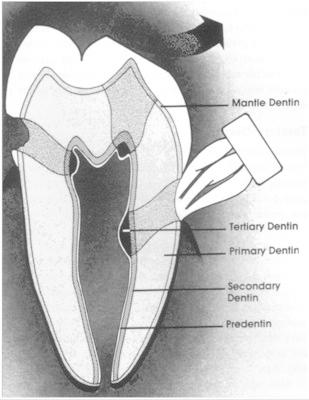 Mantle Dentin
Tertiary Dentin
Primary Dentin
Secondary
Dentin
Predentin